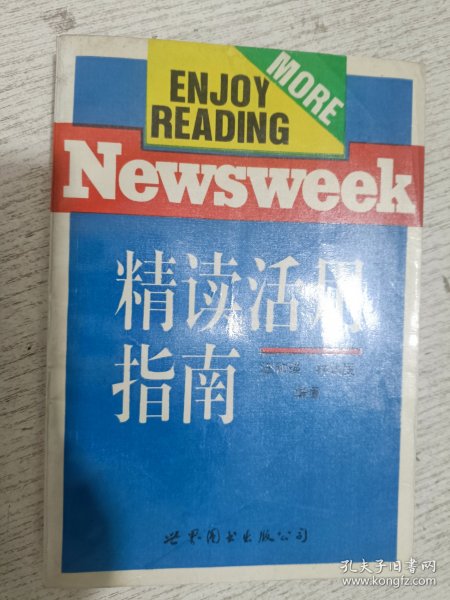 MORE
ENJOY
READING
Newsweek
精读活用
指南
编著
世界图书出版公司
孔夫子旧书网
www.kongfz.com